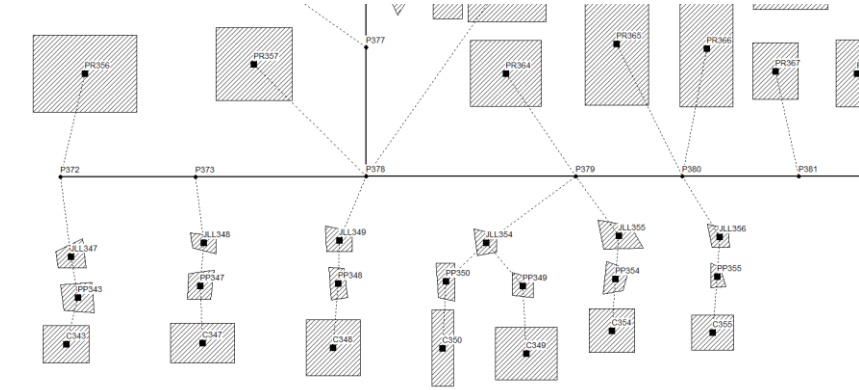 P377
PR365
PR366
PR356
PR357
PR364
PR367
P372
P373
P378
P379
P380
P381
JLL347
JLL348
JLL349
JLL354
JLL355
JLL356
PP343
PP347
PP348
PP350
PP349
PP354
PP355
C343
C347
C348
C350
C349
C354
C355